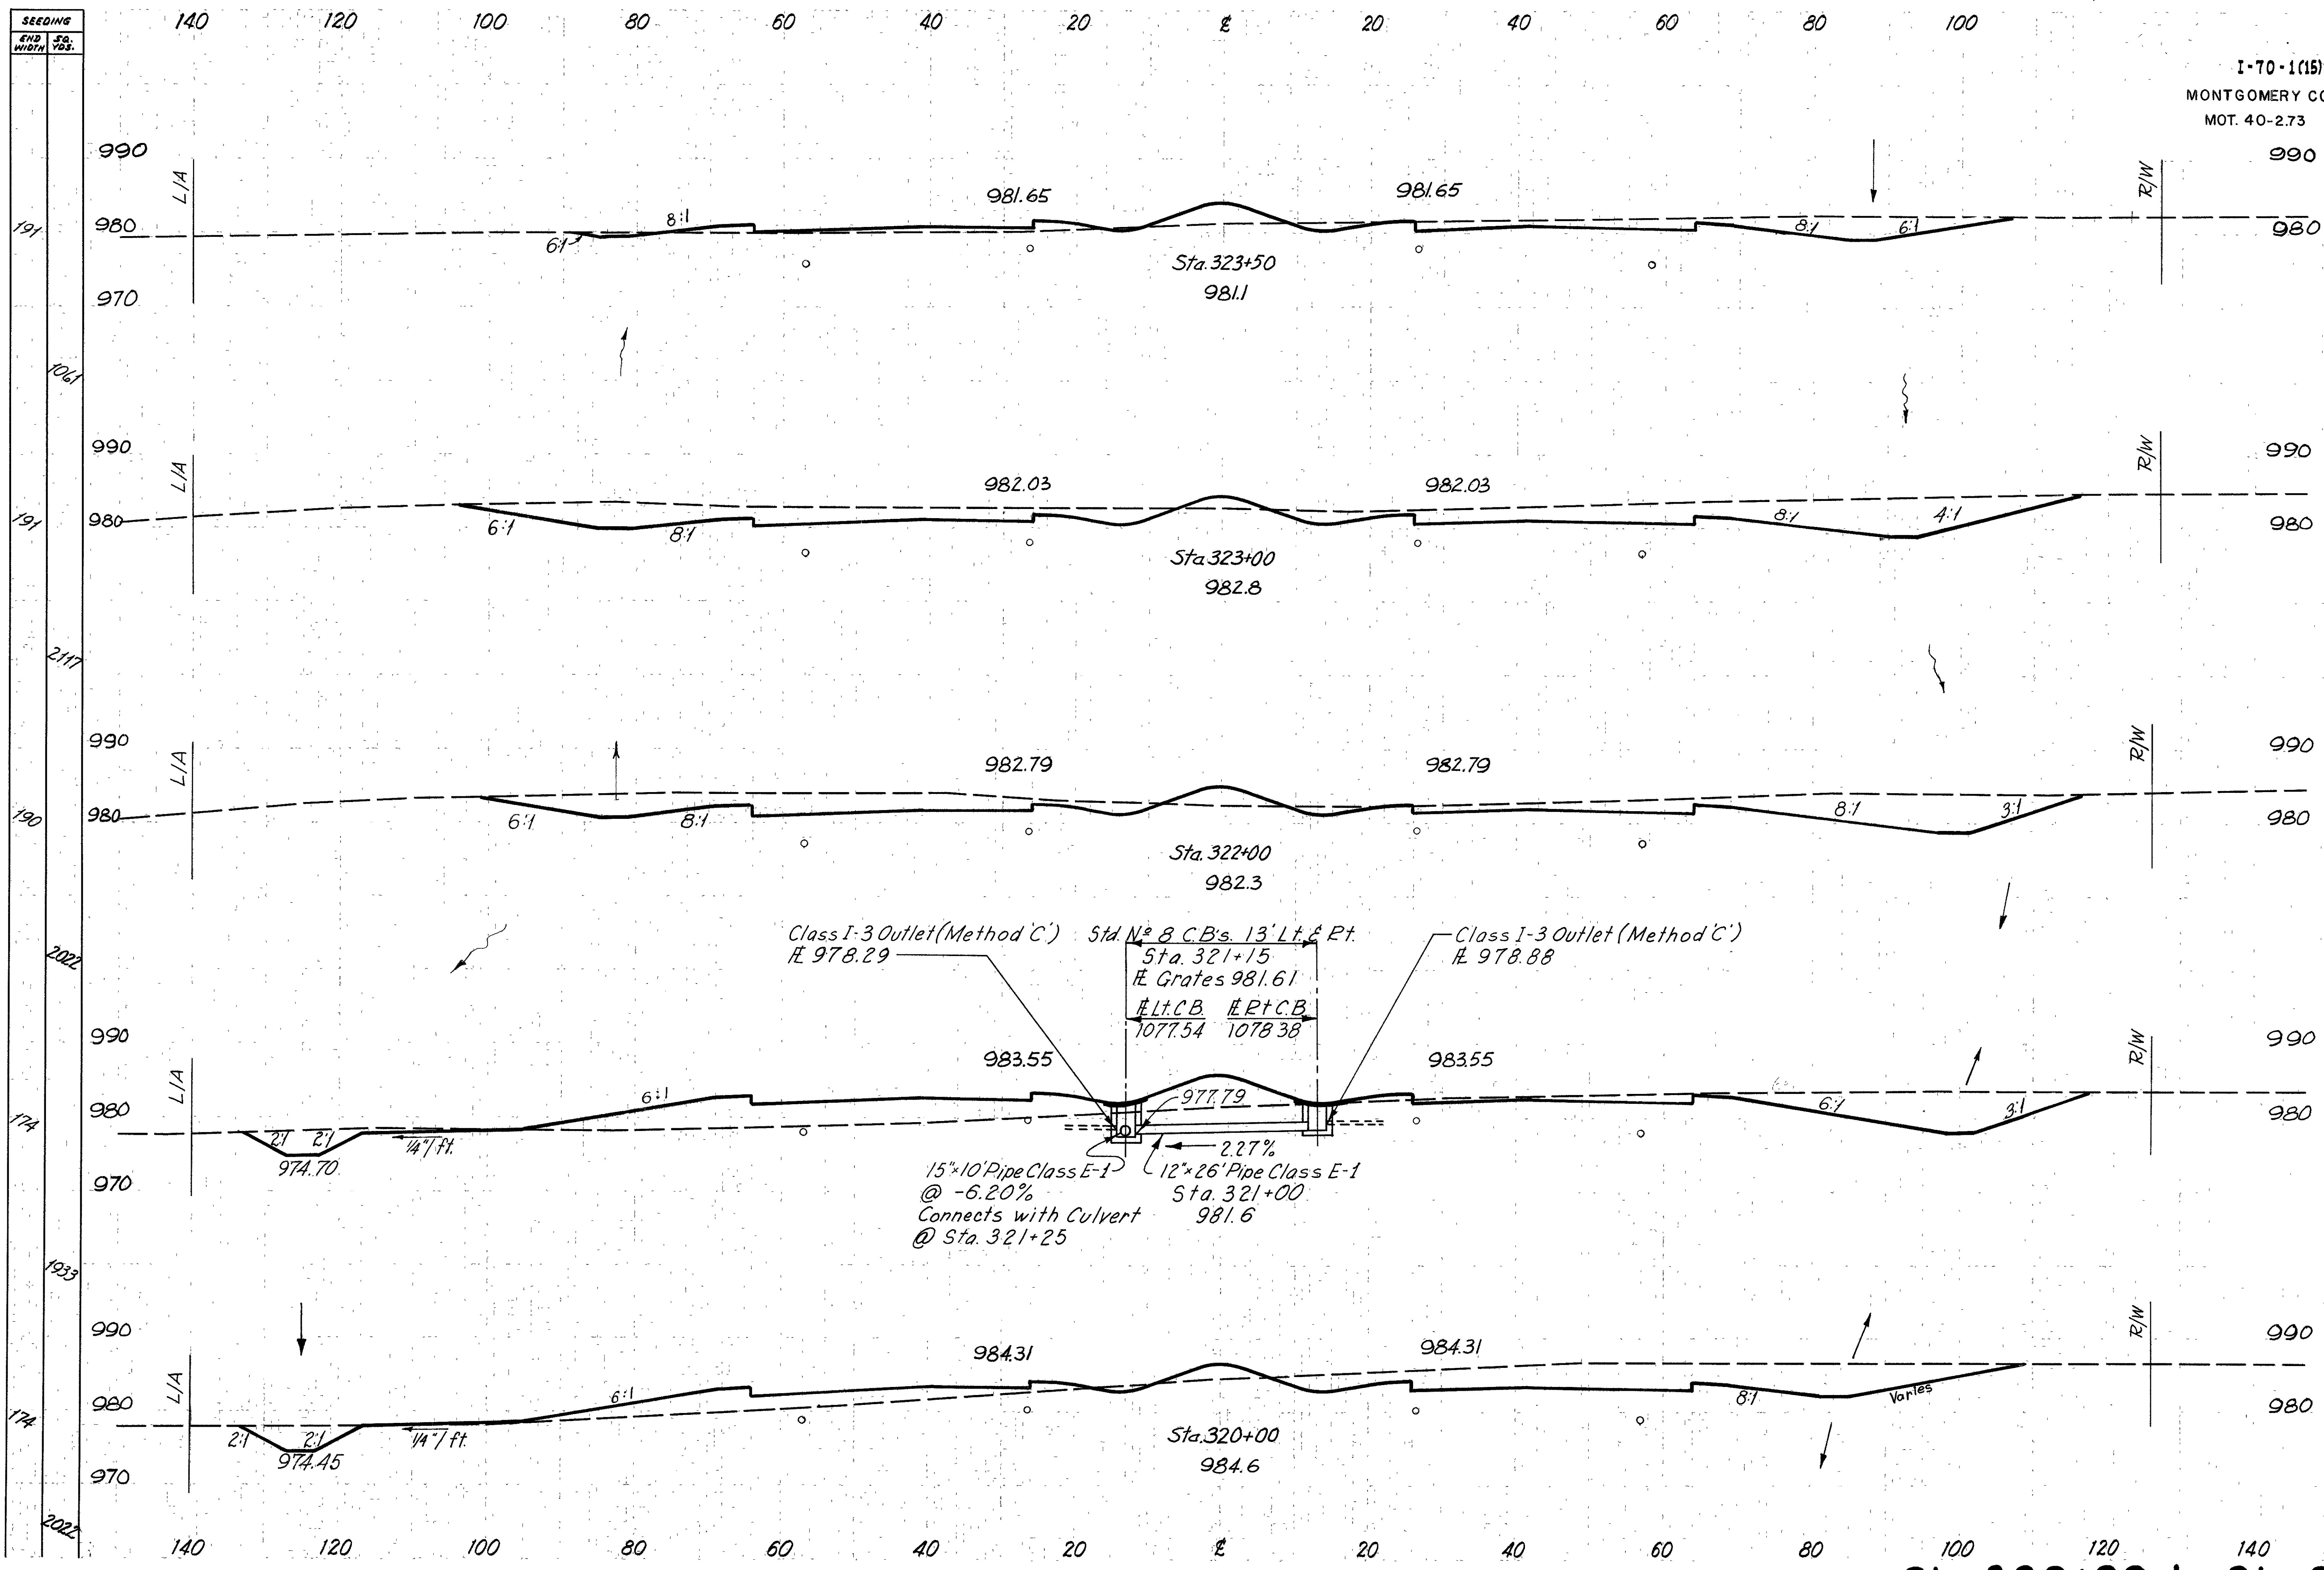 SEEDING
END WIDTH
SQ. YDS.
140 120 100 80 60 40 20 ℄ 20 40 60 80 100
I-70-1(15)
MONTGOMERY CO
MOT. 40-2.73
990 990
L/A 981.65 981.65 R/W
191 980 8:1 6:1 8:1 6:1 980
Sta. 323+50
981.1
970
1061
990 990
L/A 982.03 982.03 R/W
191 980 6:1 8:1 8:1 4:1 980
Sta 323+00
982.8
2117
990 990
L/A 982.79 982.79 R/W
190 980 6:1 8:1 8:1 3:1 980
Sta. 322+00
982.3
Class I-3 Outlet (Method 'C')
978.29
Std. Nº 8 C.B's. 13' Lt. & Rt.
Sta. 321+15
Grates 981.61
Lt. C.B. Rt C.B.
1077.54 1078 38
Class I-3 Outlet (Method 'C')
978.88
2022
990 990
L/A 983.55 983.55 R/W
174 980 2:1 2:1 1/4"/ft. 6:1 977.79 6:1 3:1 980
974.70
2.27%
970
15"x10' Pipe Class E-1
@ -6.20%
Connects with Culvert
@ Sta. 321+25
12"x26' Pipe Class E-1
Sta. 321+00
981.6
1933
990 990
L/A 984.31 984.31 R/W
174 980 2:1 2:1 1/4"/ft. 6:1 8:1 Varies 980
974.45
Sta. 320+00
984.6
970
2022
140 120 100 80 60 40 20 ℄ 20 40 60 80 100 120 140